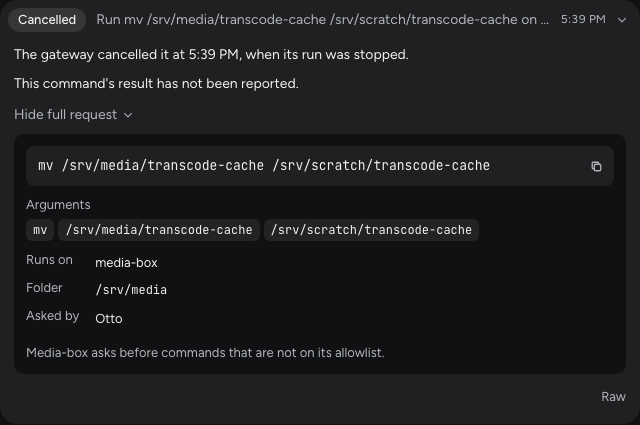 Cancelled Run mv /srv/media/transcode-cache /srv/scratch/transcode-cache on ... 5:39 PM
The gateway cancelled it at 5:39 PM, when its run was stopped.
This command's result has not been reported.
Hide full request
mv /srv/media/transcode-cache /srv/scratch/transcode-cache
Arguments
mv /srv/media/transcode-cache /srv/scratch/transcode-cache
Runs on media-box
Folder /srv/media
Asked by Otto
Media-box asks before commands that are not on its allowlist.
Raw